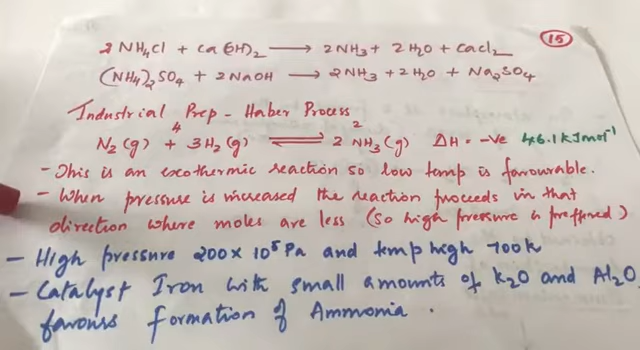 15
2NH4Cl + Ca(OH)2 → 2NH3 + 2H2O + CaCl2
(NH4)2SO4 + 2NaOH → 2NH3 + 2H2O + Na2SO4
Industrial Prep - Haber Process
4 2
N2(g) + 3H2(g) ⇌ 2NH3(g) ΔH = -Ve 46.1kJmol-1
- This is an exothermic reaction so low temp is favourable.
- When pressure is increased the reaction proceeds in that
direction where moles are less (so high pressure is preffered)
- High pressure 200 x 10^5 Pa and temp high 700k
- Catalyst Iron with small amounts of K2O and Al2O
favours formation of Ammonia.